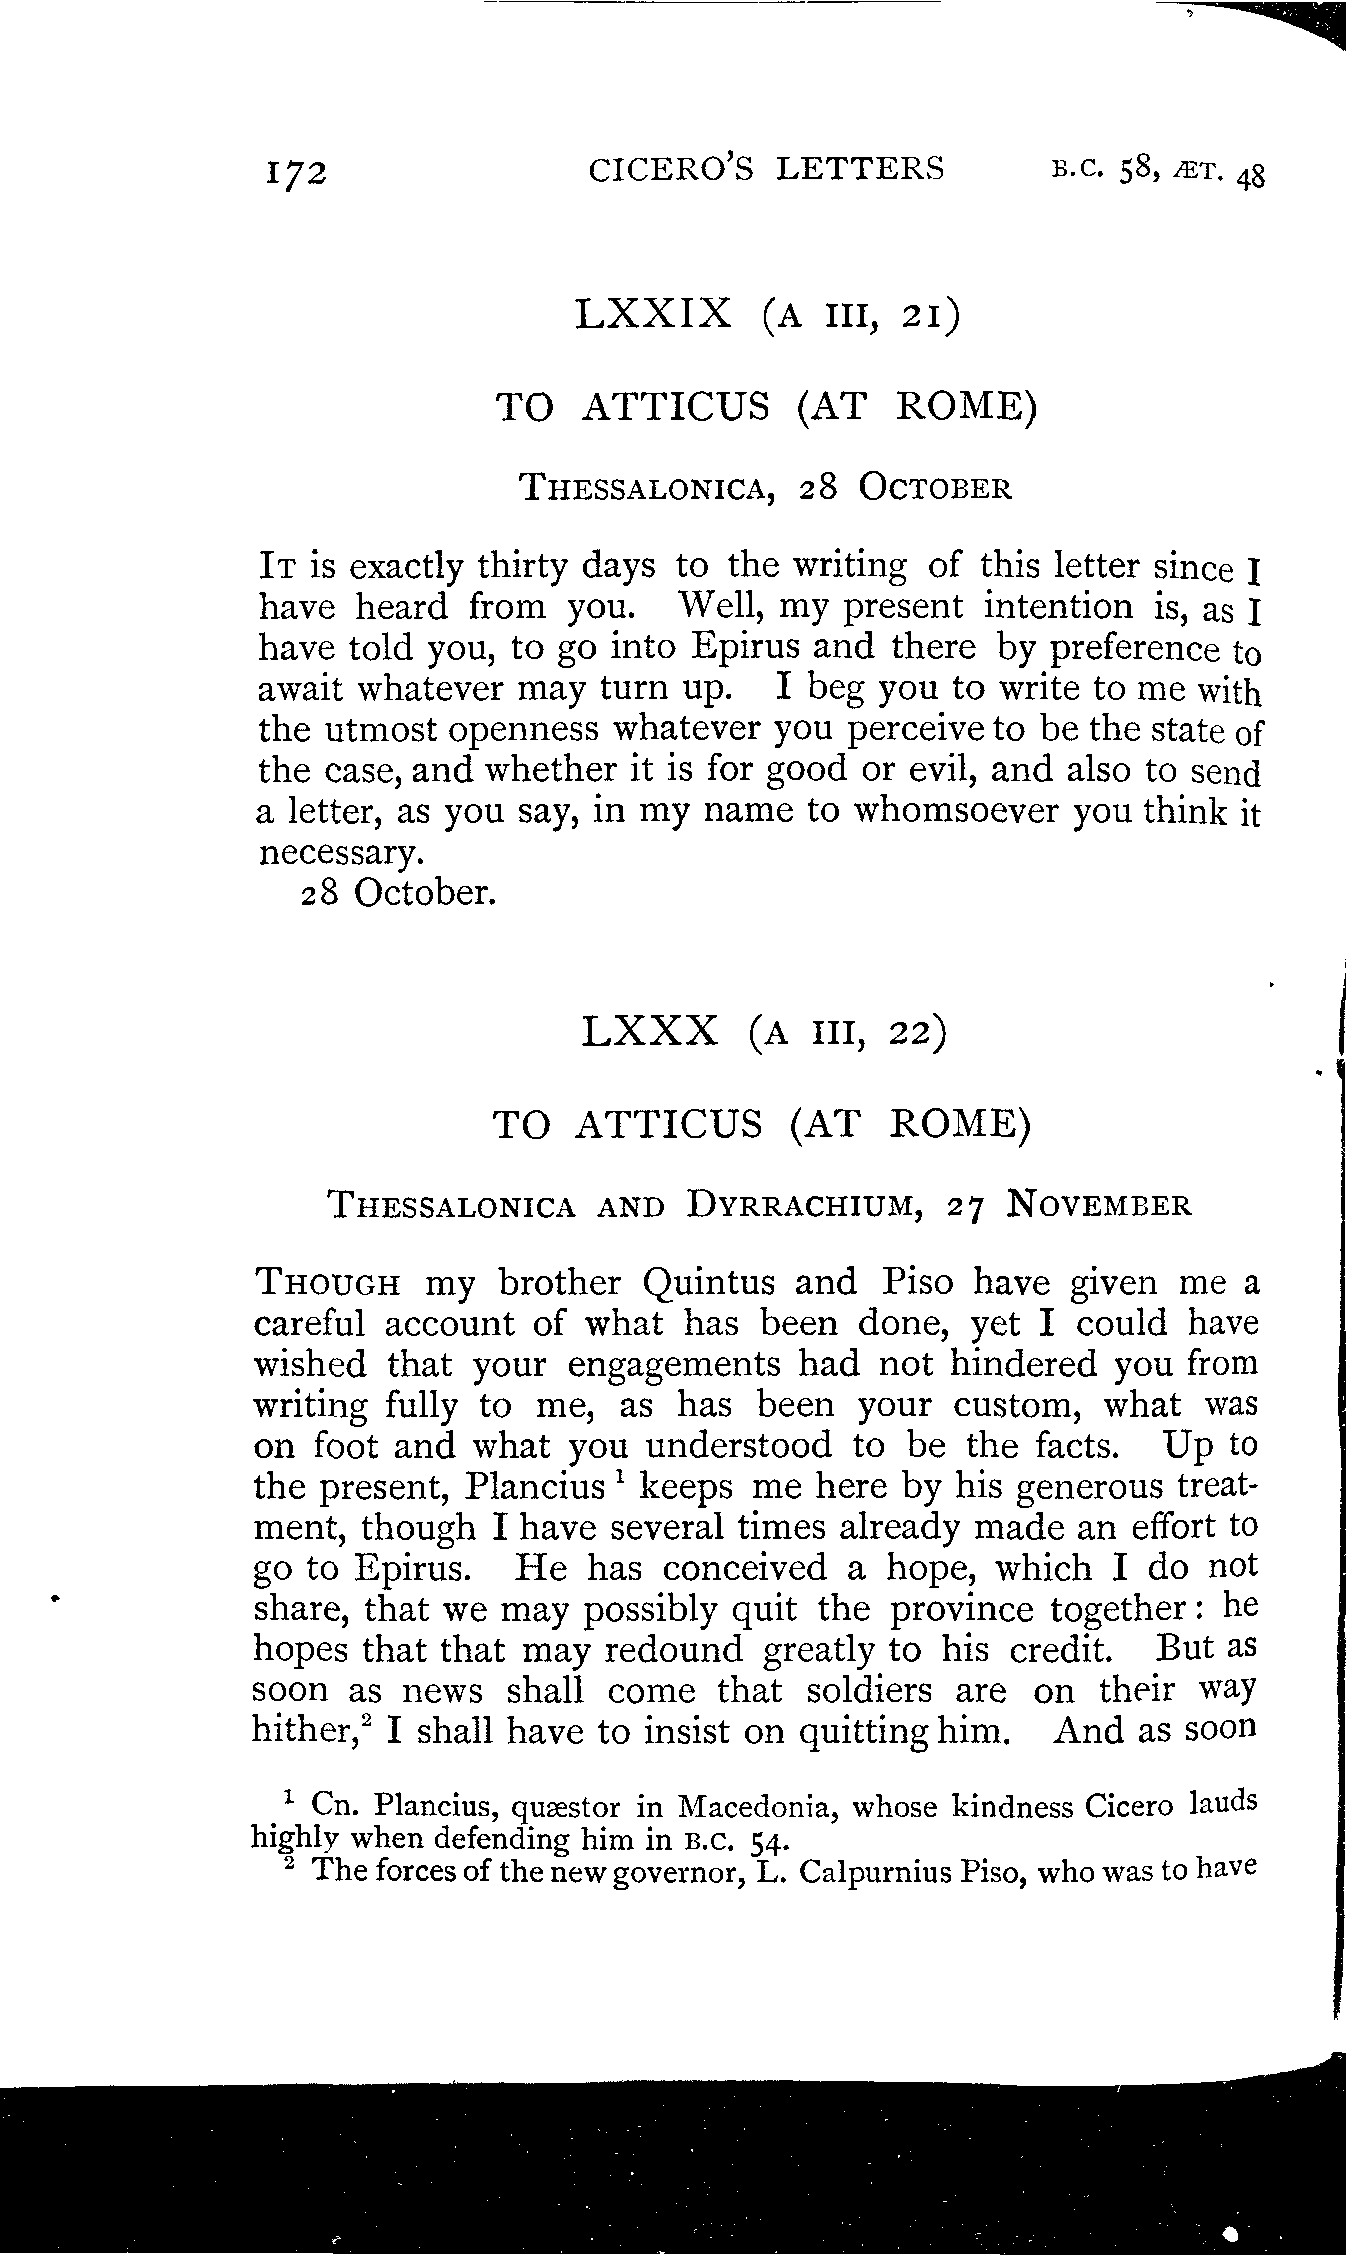 172 CICERO'S LETTERS B.C. 58, ÆT. 48
LXXIX (A III, 21)
TO ATTICUS (AT ROME)
THESSALONICA, 28 OCTOBER
IT is exactly thirty days to the writing of this letter since I
have heard from you. Well, my present intention is, as I
have told you, to go into Epirus and there by preference to
await whatever may turn up. I beg you to write to me with
the utmost openness whatever you perceive to be the state of
the case, and whether it is for good or evil, and also to send
a letter, as you say, in my name to whomsoever you think it
necessary.
28 October.
LXXX (A III, 22)
TO ATTICUS (AT ROME)
THESSALONICA AND DYRRACHIUM, 27 NOVEMBER
THOUGH my brother Quintus and Piso have given me a
careful account of what has been done, yet I could have
wished that your engagements had not hindered you from
writing fully to me, as has been your custom, what was
on foot and what you understood to be the facts. Up to
the present, Plancius ¹ keeps me here by his generous treat-
ment, though I have several times already made an effort to
go to Epirus. He has conceived a hope, which I do not
share, that we may possibly quit the province together: he
hopes that that may redound greatly to his credit. But as
soon as news shall come that soldiers are on their way
hither,² I shall have to insist on quitting him. And as soon
¹ Cn. Plancius, quæstor in Macedonia, whose kindness Cicero lauds
highly when defending him in B.C. 54.
² The forces of the new governor, L. Calpurnius Piso, who was to have